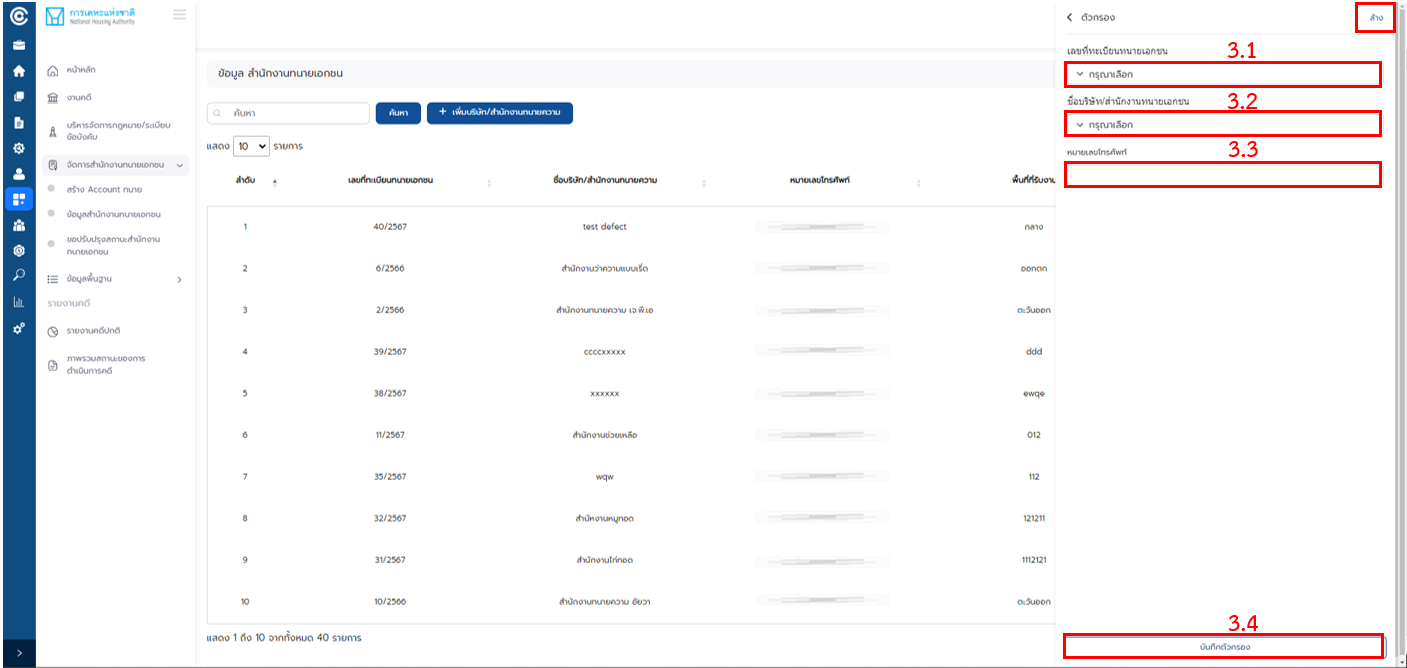 การเคหะแห่งชาติ
National Housing Authority
หน้าหลัก
งานคดี
บริหารจัดการกฎหมาย/ระเบียบ
ข้อบังคับ
จัดการสำนักงานทนายเอกชน
สร้าง Account ทนาย
ข้อมูลสำนักงานทนายเอกชน
ขอปรับปรุงสถานะสำนักงาน
ทนายเอกชน
ข้อมูลพื้นฐาน
รายงานคดี
รายงานคดีปกติ
ภาพรวมสถานะของการ
ดำเนินการคดี
ข้อมูล สำนักงานทนายเอกชน
ค้นหา
ค้นหา
+ เพิ่มบริษัท/สำนักงานทนายความ
แสดง 10 รายการ
ลำดับ เลขที่ทะเบียนทนายเอกชน ชื่อบริษัท/สำนักงานทนายความ หมายเลขโทรศัพท์ พื้นที่ที่รับงาน
1 40/2567 test defect กลาง
2 6/2566 สำนักงานว่าความแบบเร็ด ออกตก
3 2/2566 สำนักงานทนายความ เจ.พี.เอ ตะวันออก
4 39/2567 ccccxxxxx ddd
5 38/2567 xxxxxx ewqe
6 11/2567 สำนักงานช่วยเหลือ 012
7 35/2567 wqw 112
8 32/2567 สำนักงานหมูทอด 121211
9 31/2567 สำนักงานไก่ทอด 1112121
10 10/2566 สำนักงานทนายความ อัยวา ตะวันออก
แสดง 1 ถึง 10 จากทั้งหมด 40 รายการ
ตัวกรอง
ล้าง
เลขที่ทะเบียนทนายเอกชน
3.1
กรุณาเลือก
ชื่อบริษัท/สำนักงานทนายเอกชน
3.2
กรุณาเลือก
หมายเลขโทรศัพท์
3.3
3.4
บันทึกตัวกรอง